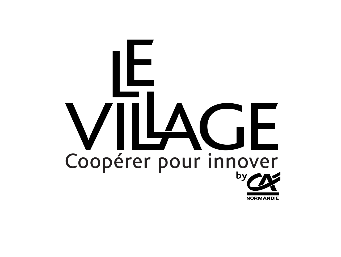 LE
VILLAGE
Coopérer pour innover
by CA
NORMANDIE